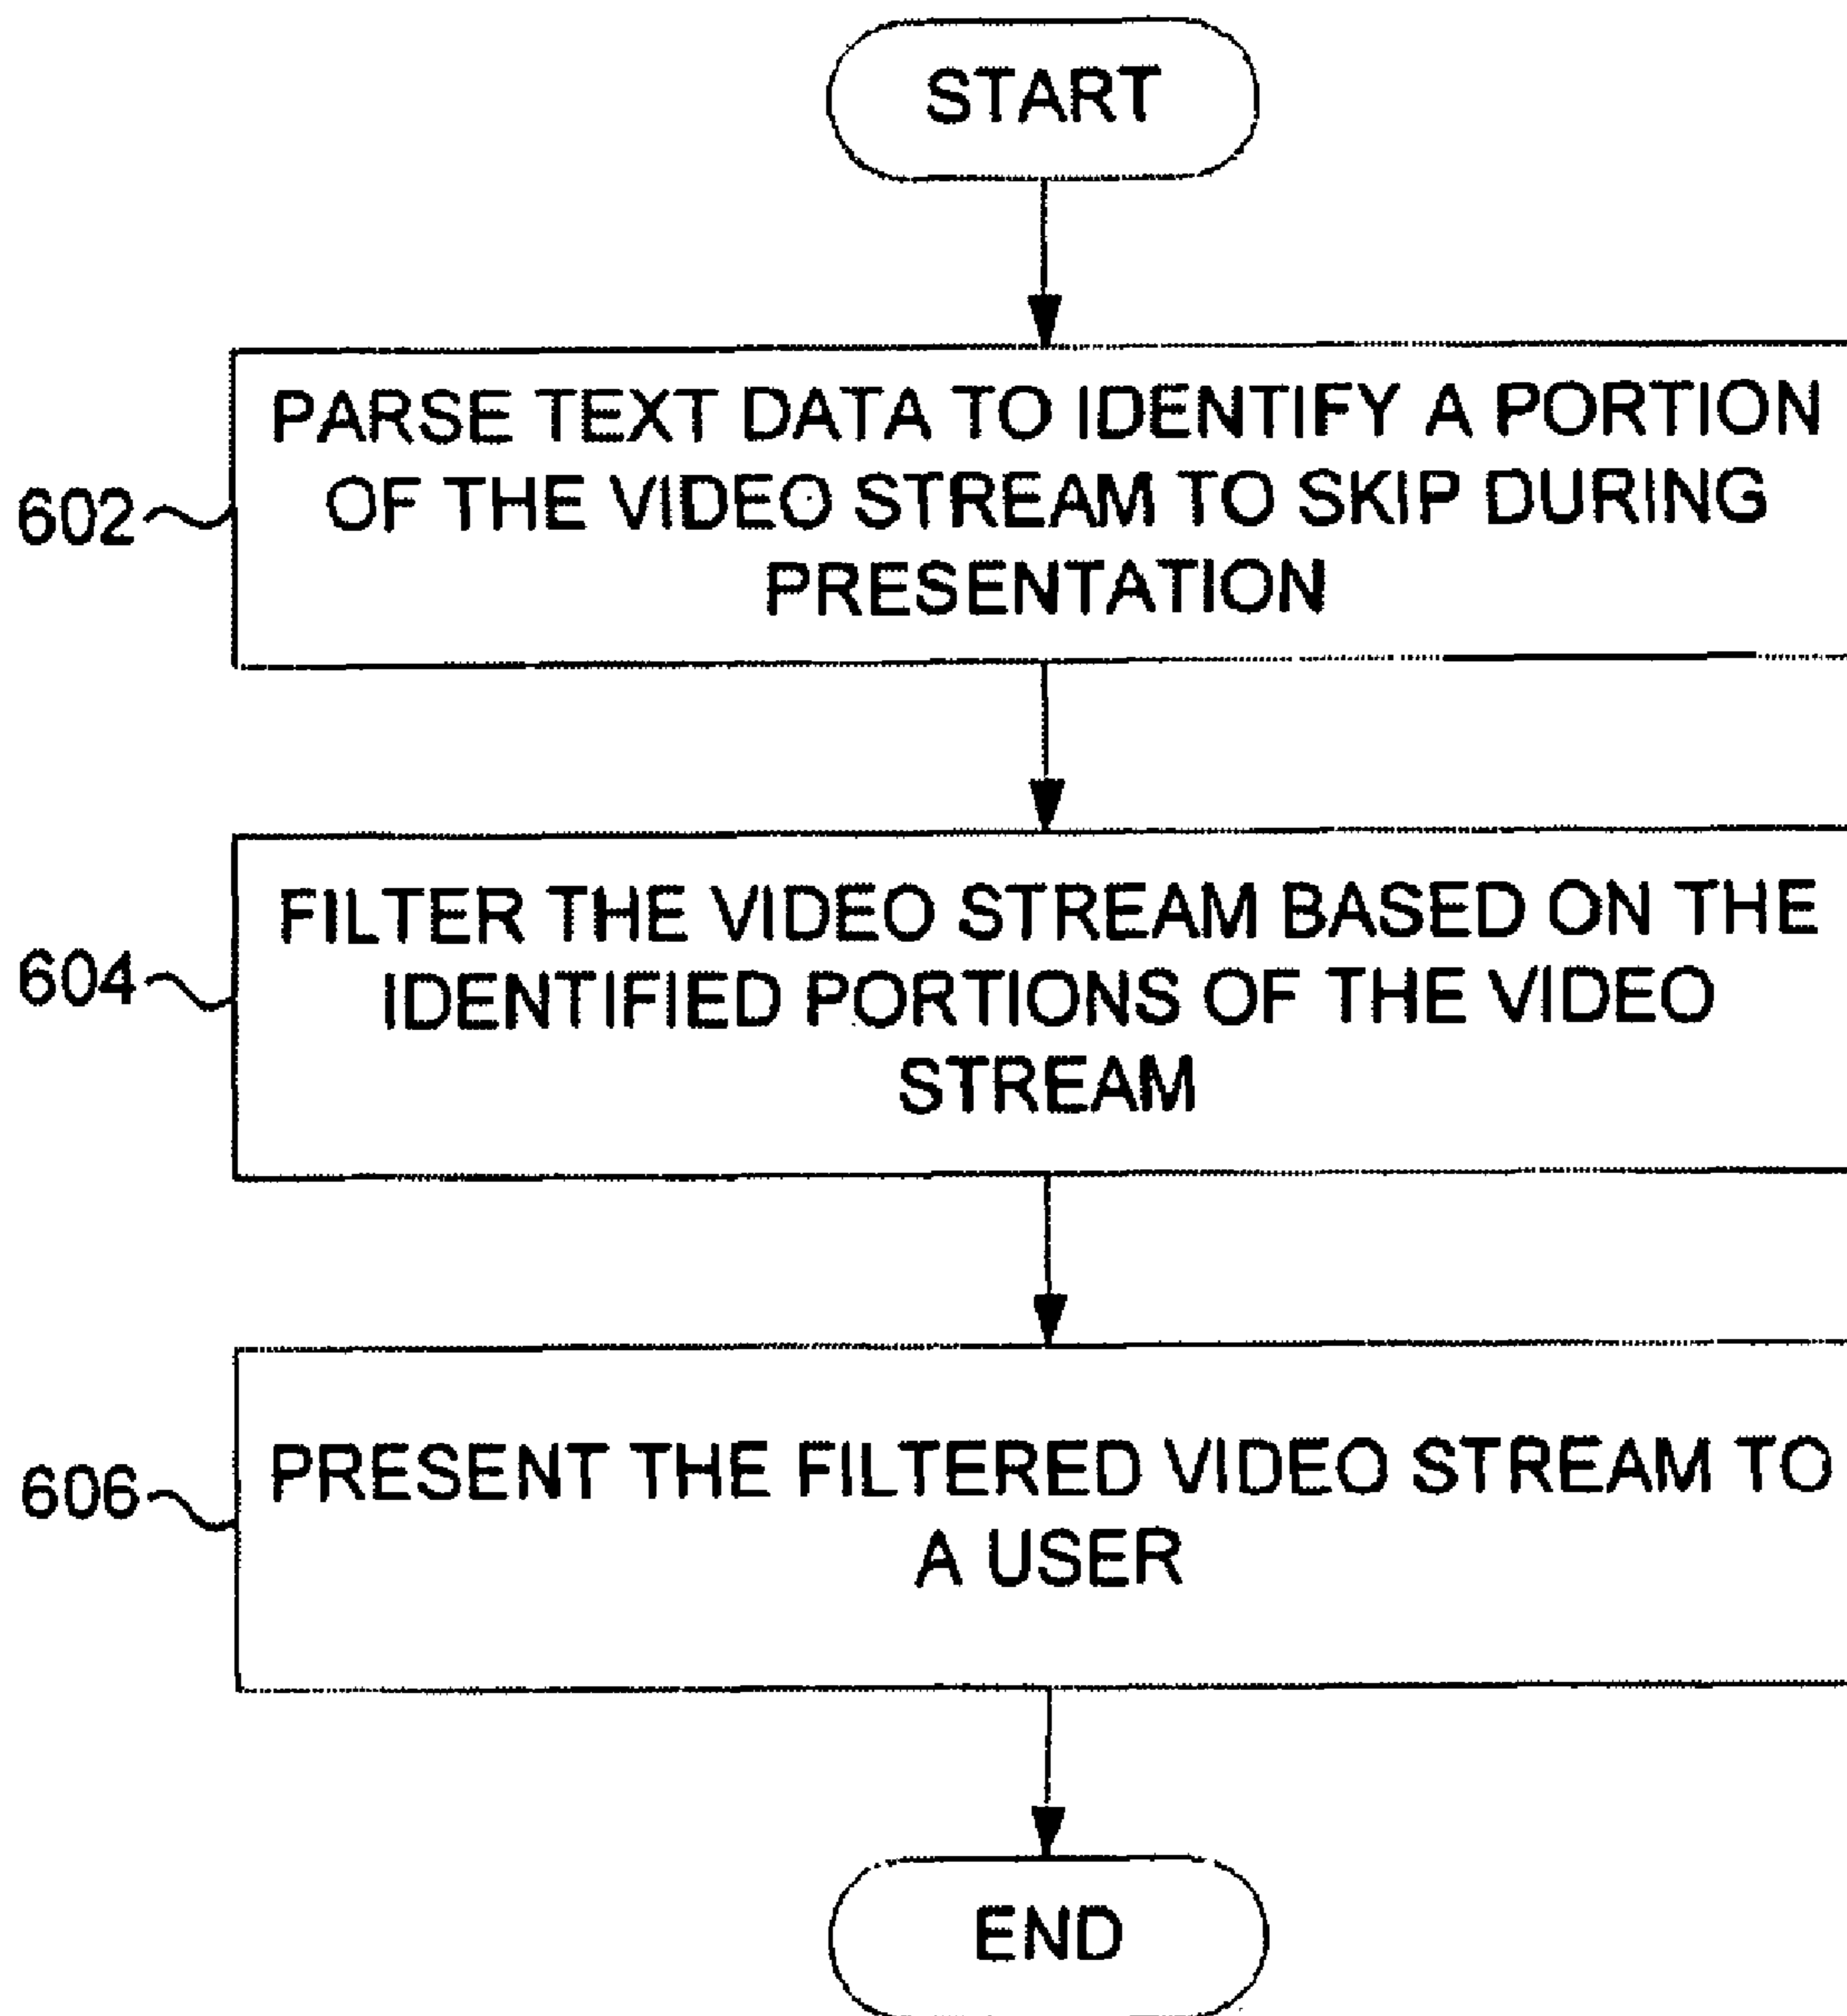 START
PARSE TEXT DATA TO IDENTIFY A PORTION
OF THE VIDEO STREAM TO SKIP DURING
PRESENTATION
602
FILTER THE VIDEO STREAM BASED ON THE
IDENTIFIED PORTIONS OF THE VIDEO
STREAM
604
PRESENT THE FILTERED VIDEO STREAM TO
A USER
606
END